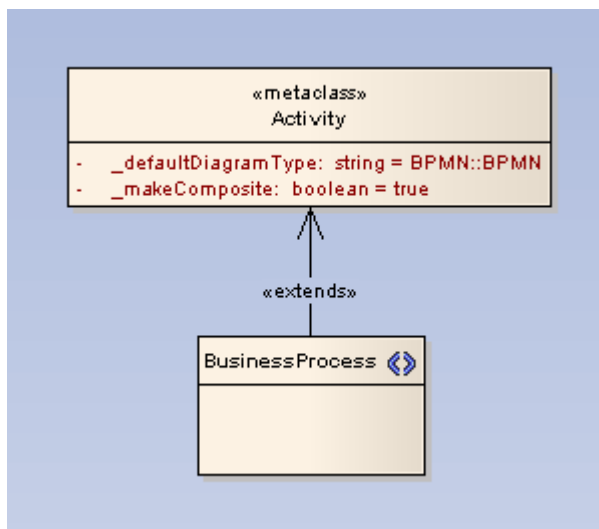 «metaclass»
Activity
- _defaultDiagramType: string = BPMN::BPMN
- _makeComposite: boolean = true
«extends»
BusinessProcess